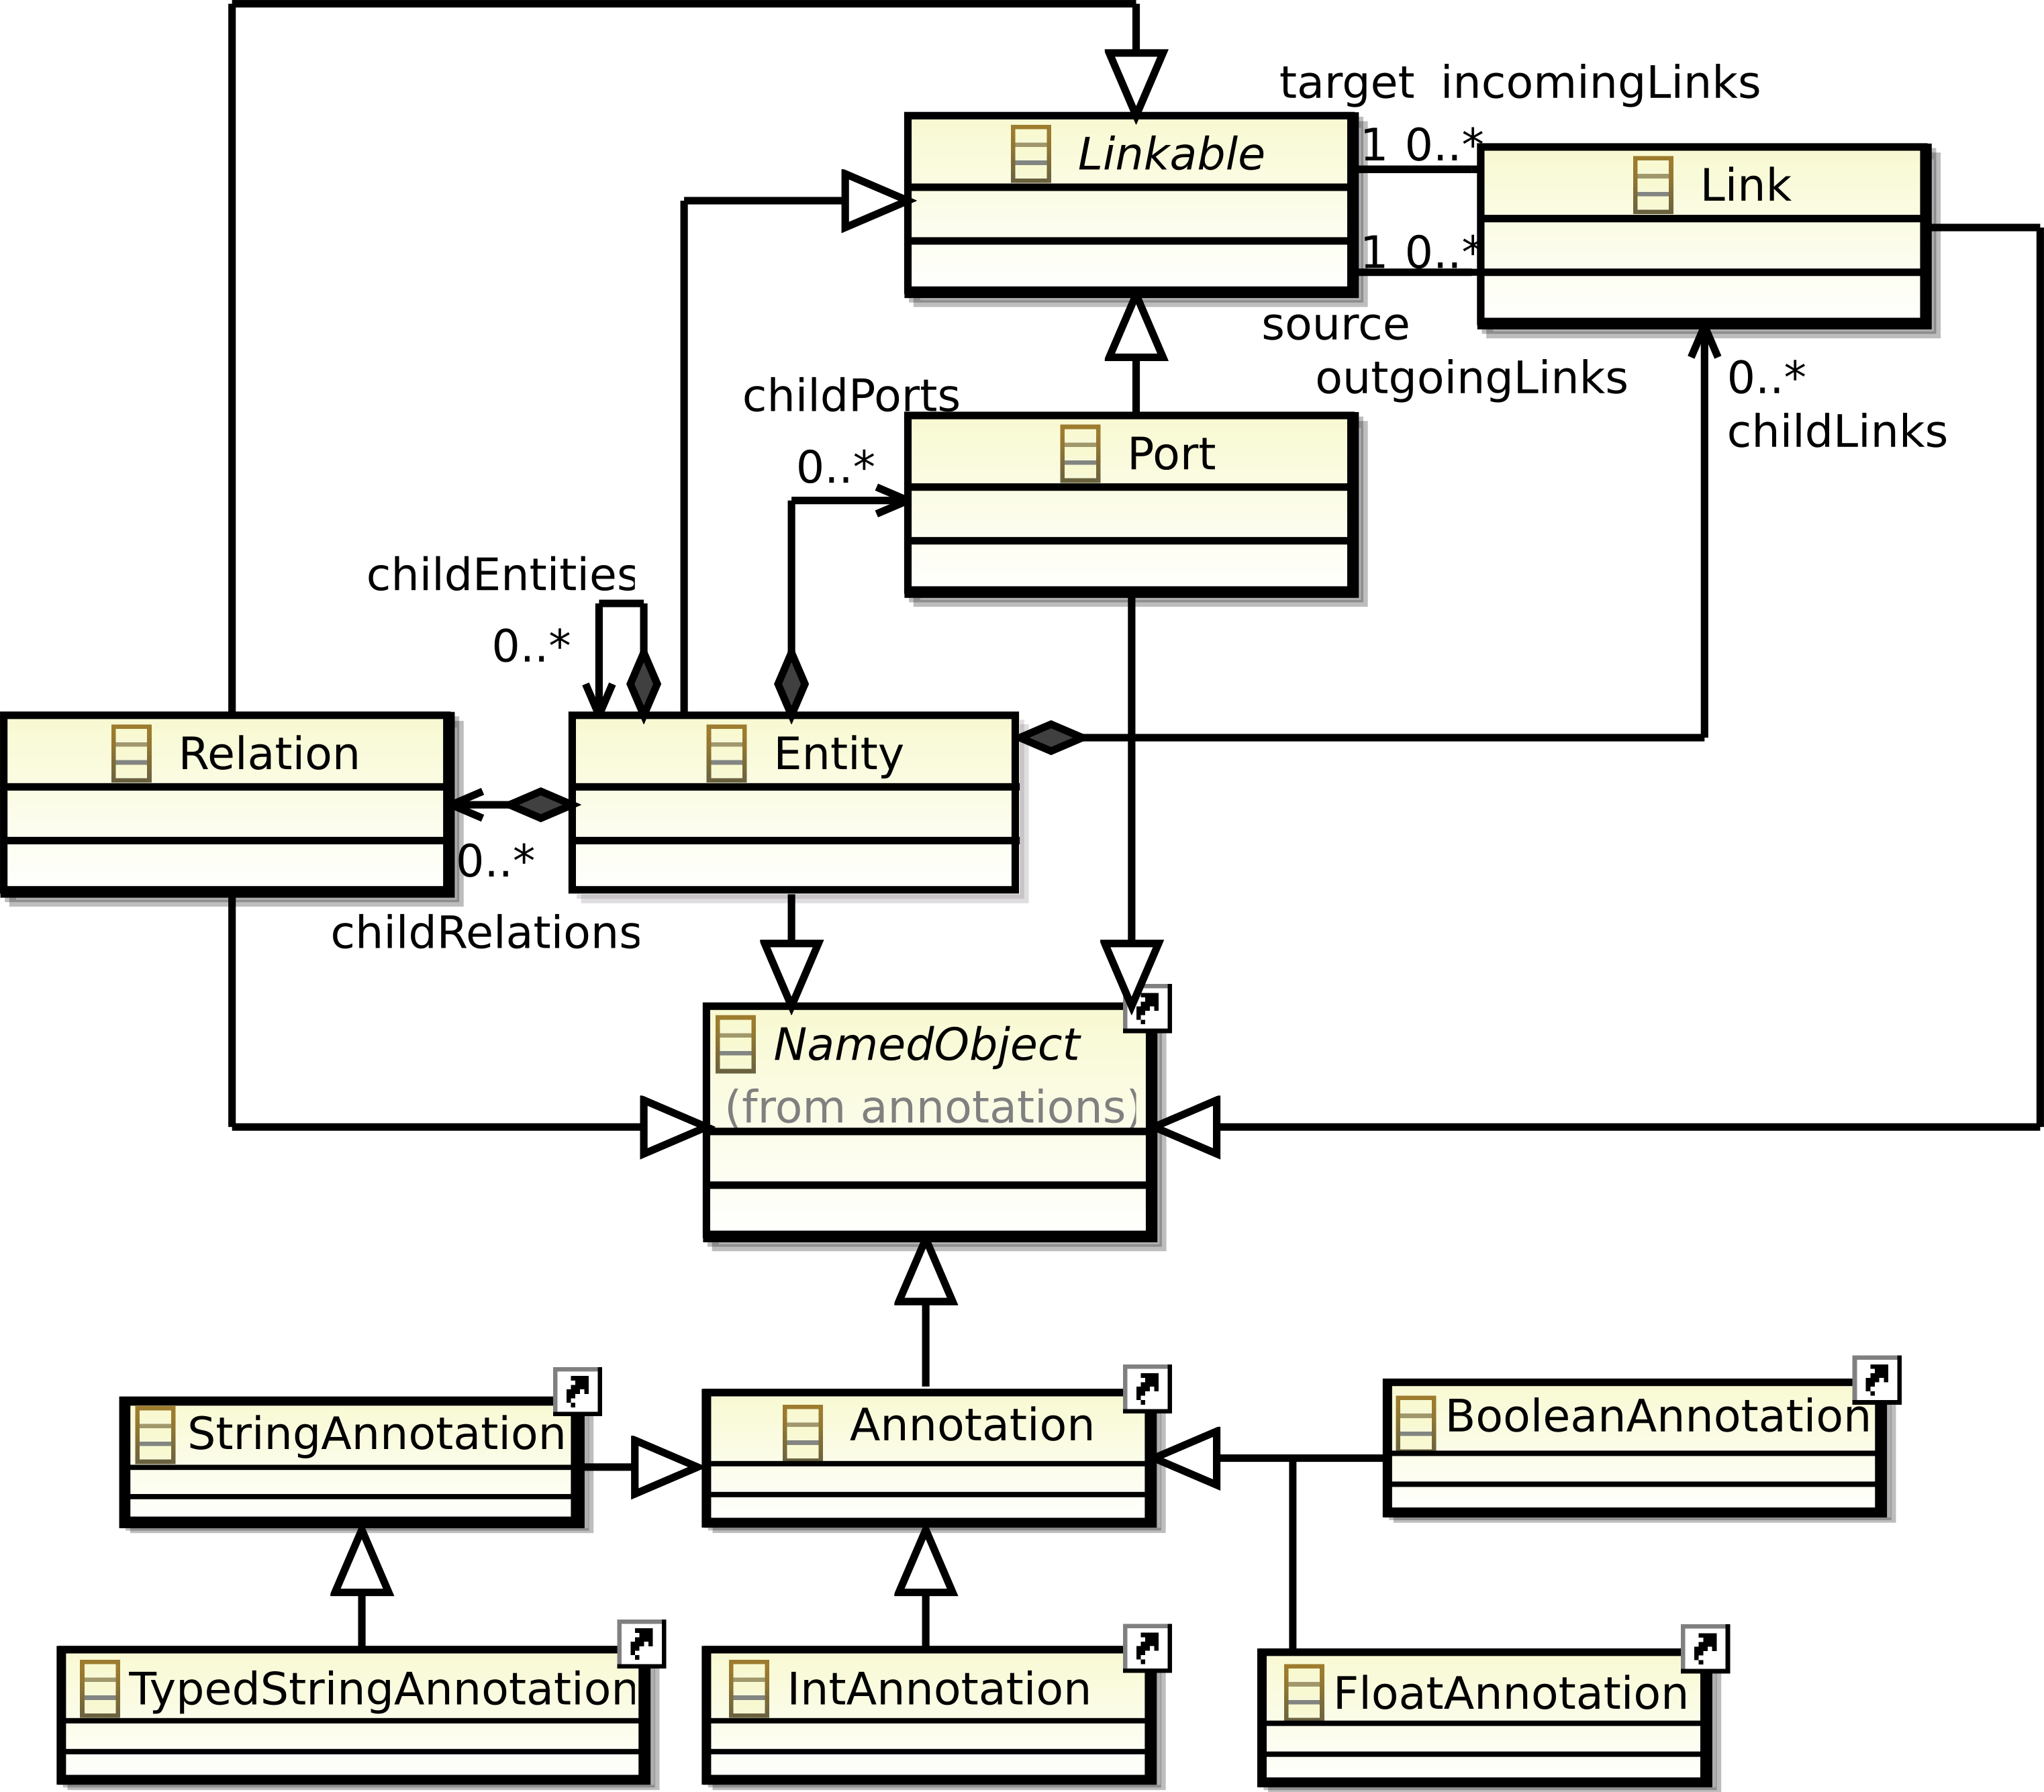 target incomingLinks
Linkable
1 0..*
Link
1 0..*
source
outgoingLinks
0..*
childLinks
childPorts
0..*
Port
childEntities
0..*
Relation
Entity
0..*
childRelations
NamedObject
(from annotations)
StringAnnotation
Annotation
BooleanAnnotation
TypedStringAnnotation
IntAnnotation
FloatAnnotation